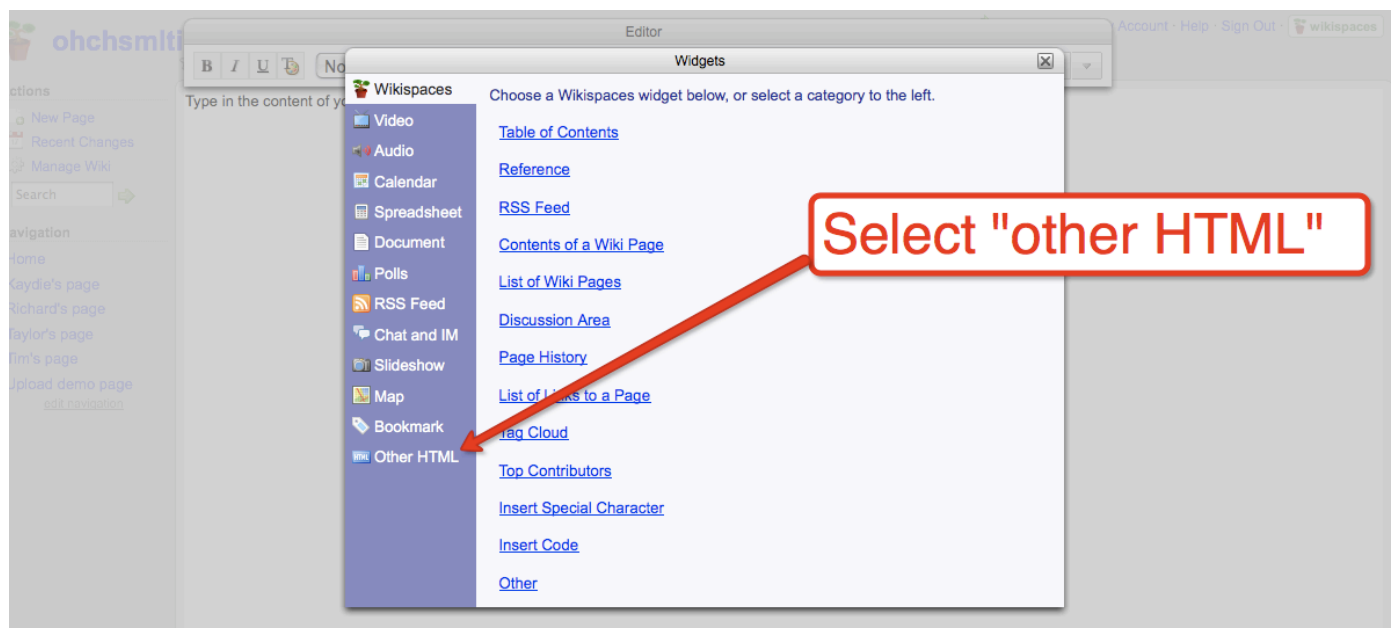 ohchsmiti
Editor
Account · Help · Sign Out · wikispaces
B I U T No
Widgets
ctions
New Page
Recent Changes
Manage Wiki
Search
avigation
Home
Kaydie's page
Richard's page
Taylor's page
Tim's page
Upload demo page
edit navigation
Type in the content of yo
Wikispaces
Video
Audio
Calendar
Spreadsheet
Document
Polls
RSS Feed
Chat and IM
Slideshow
Map
Bookmark
HTML Other HTML
Choose a Wikispaces widget below, or select a category to the left.
Table of Contents
Reference
RSS Feed
Contents of a Wiki Page
List of Wiki Pages
Discussion Area
Page History
List of Links to a Page
Tag Cloud
Top Contributors
Insert Special Character
Insert Code
Other
Select "other HTML"